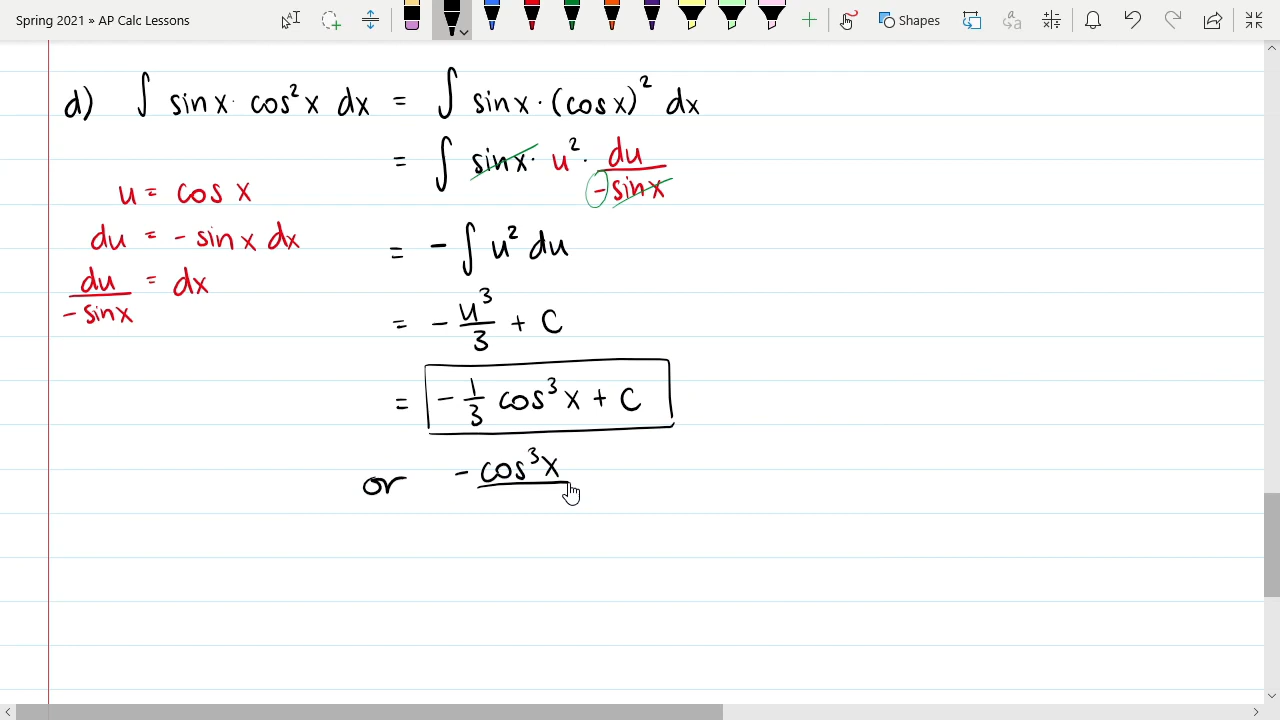 Spring 2021 » AP Calc Lessons
Shapes
d) ∫ sin x · cos² x dx = ∫ sin x · (cos x)² dx
= ∫ sin x · u² · du / -sin x
u = cos x
du = - sin x dx
= - ∫ u² du
du / - sin x = dx
= - u³/3 + C
= - 1/3 cos³ x + C
or - cos³ x